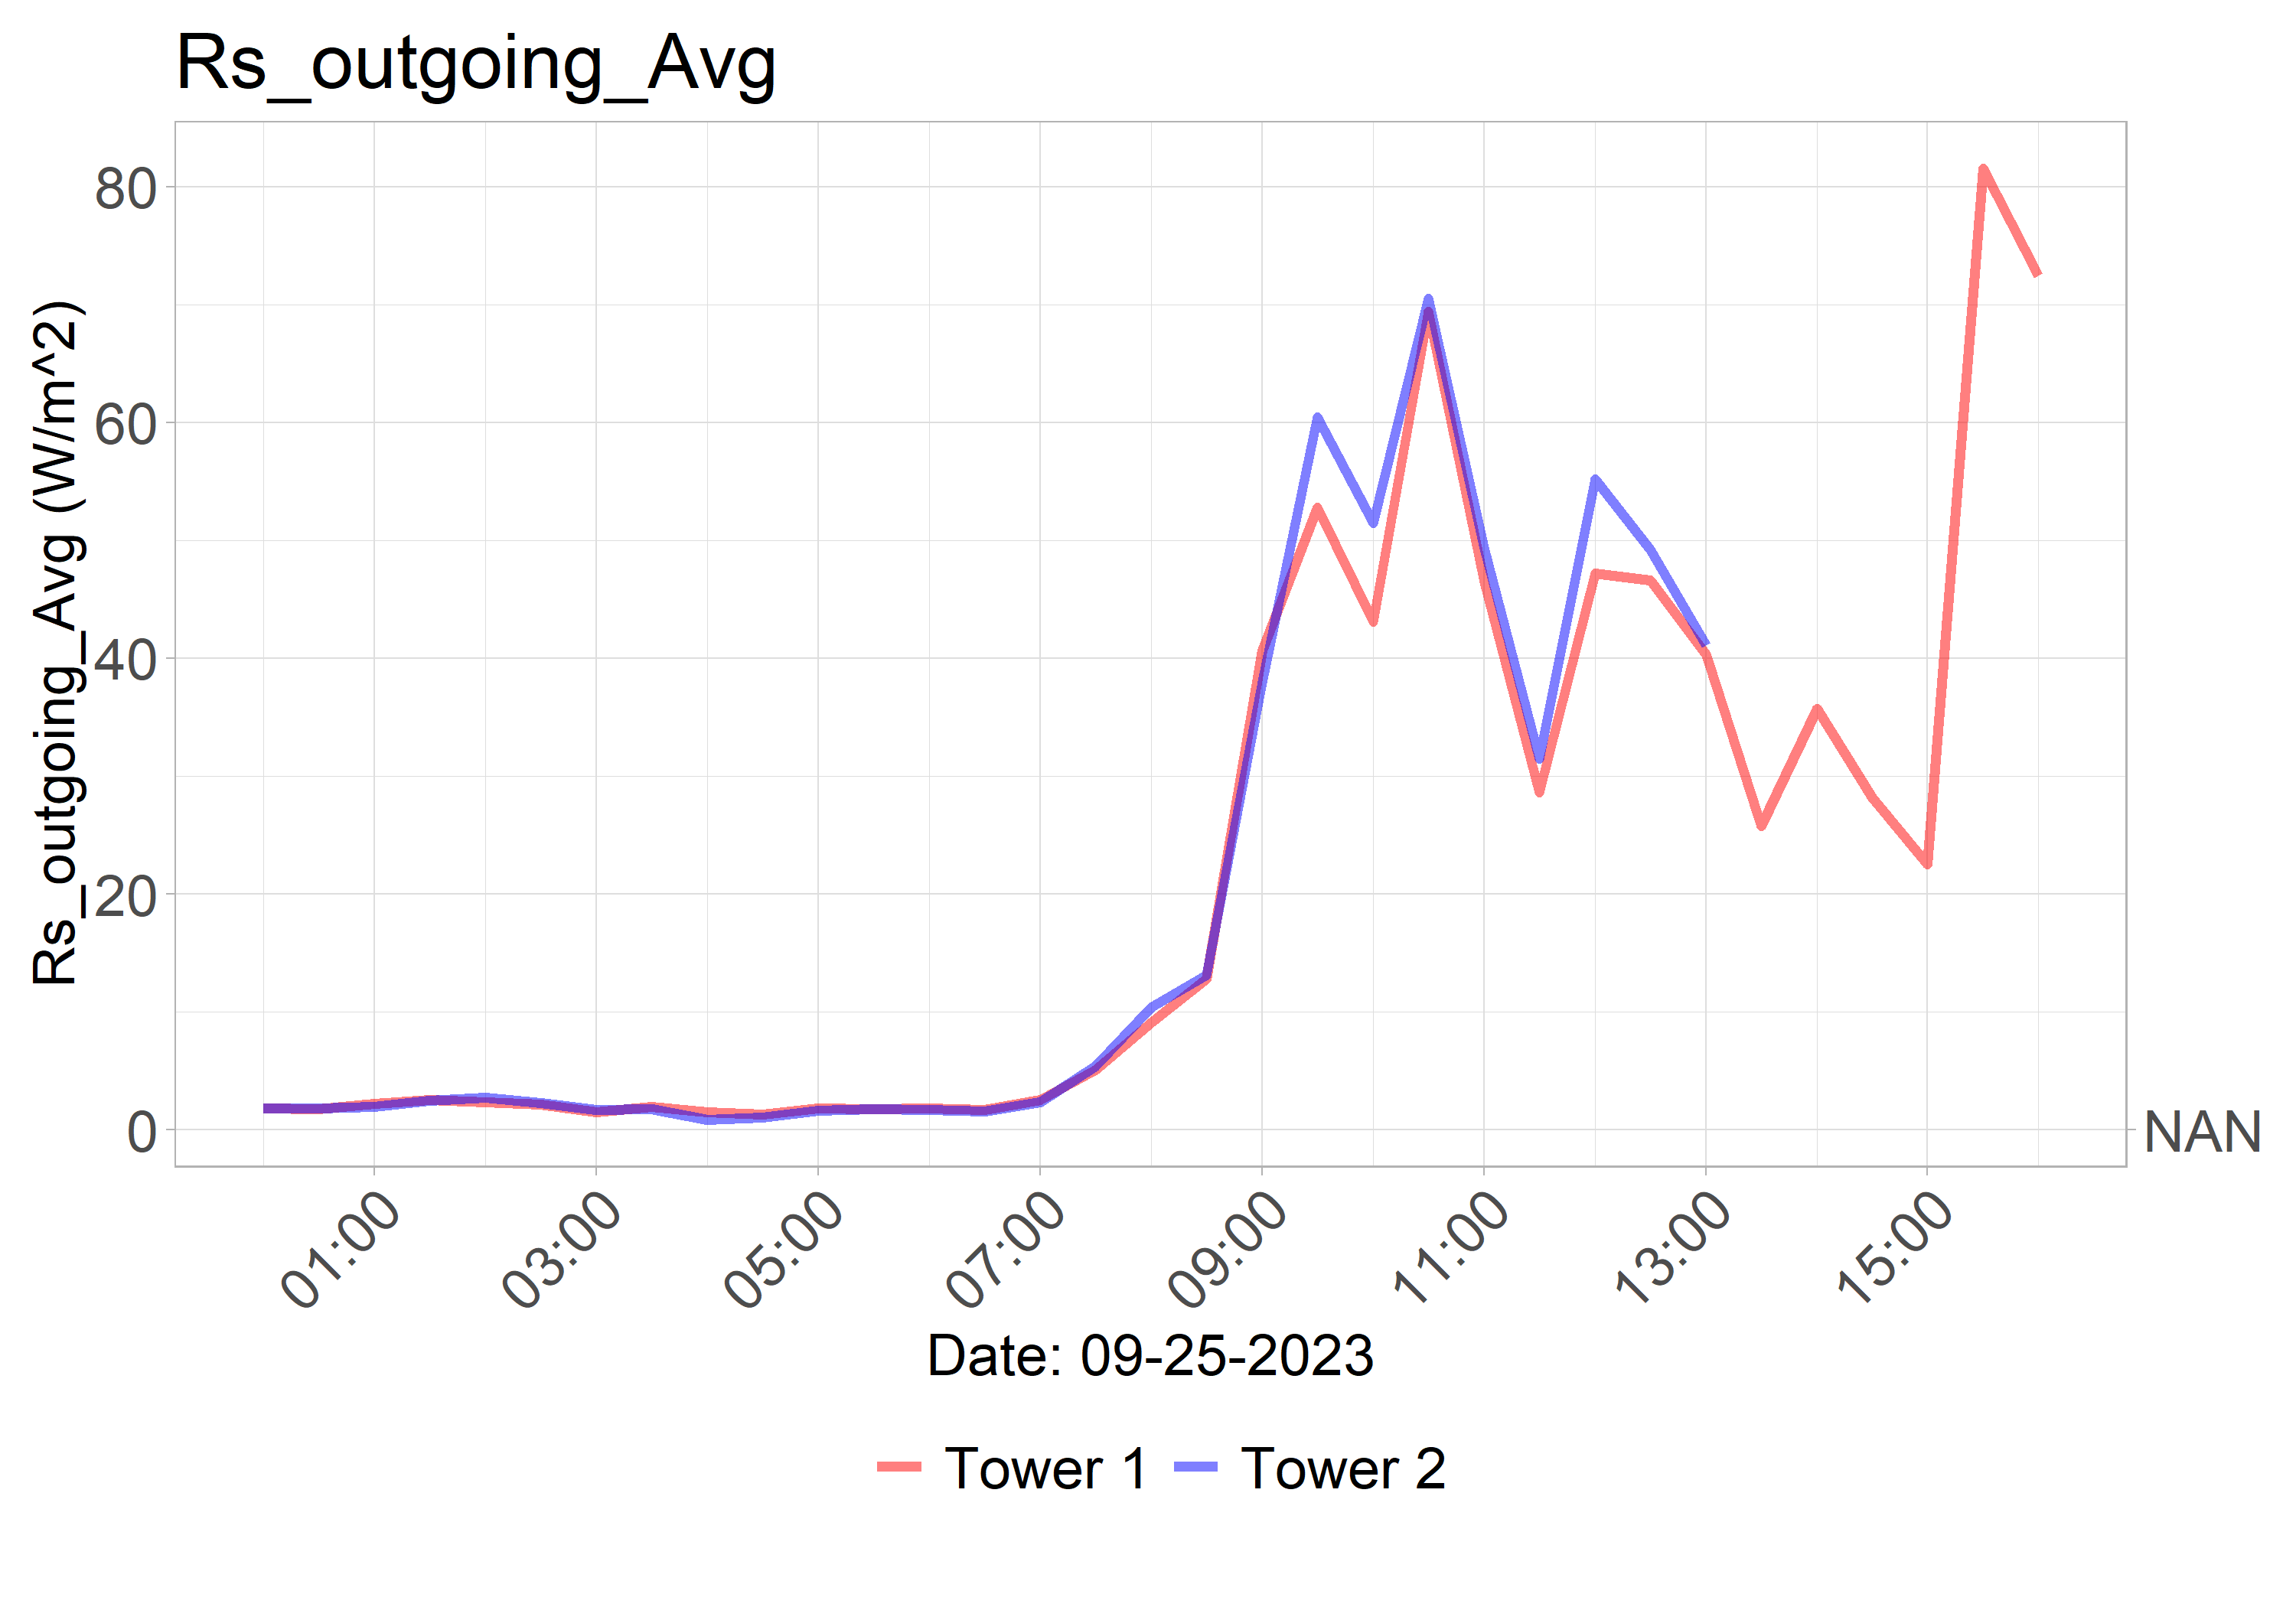 Rs_outgoing_Avg
Rs_outgoing_Avg (W/m^2)
80
60
40
20
0
NAN
01:00
03:00
05:00
07:00
09:00
11:00
13:00
15:00
Date: 09-25-2023
Tower 1
Tower 2